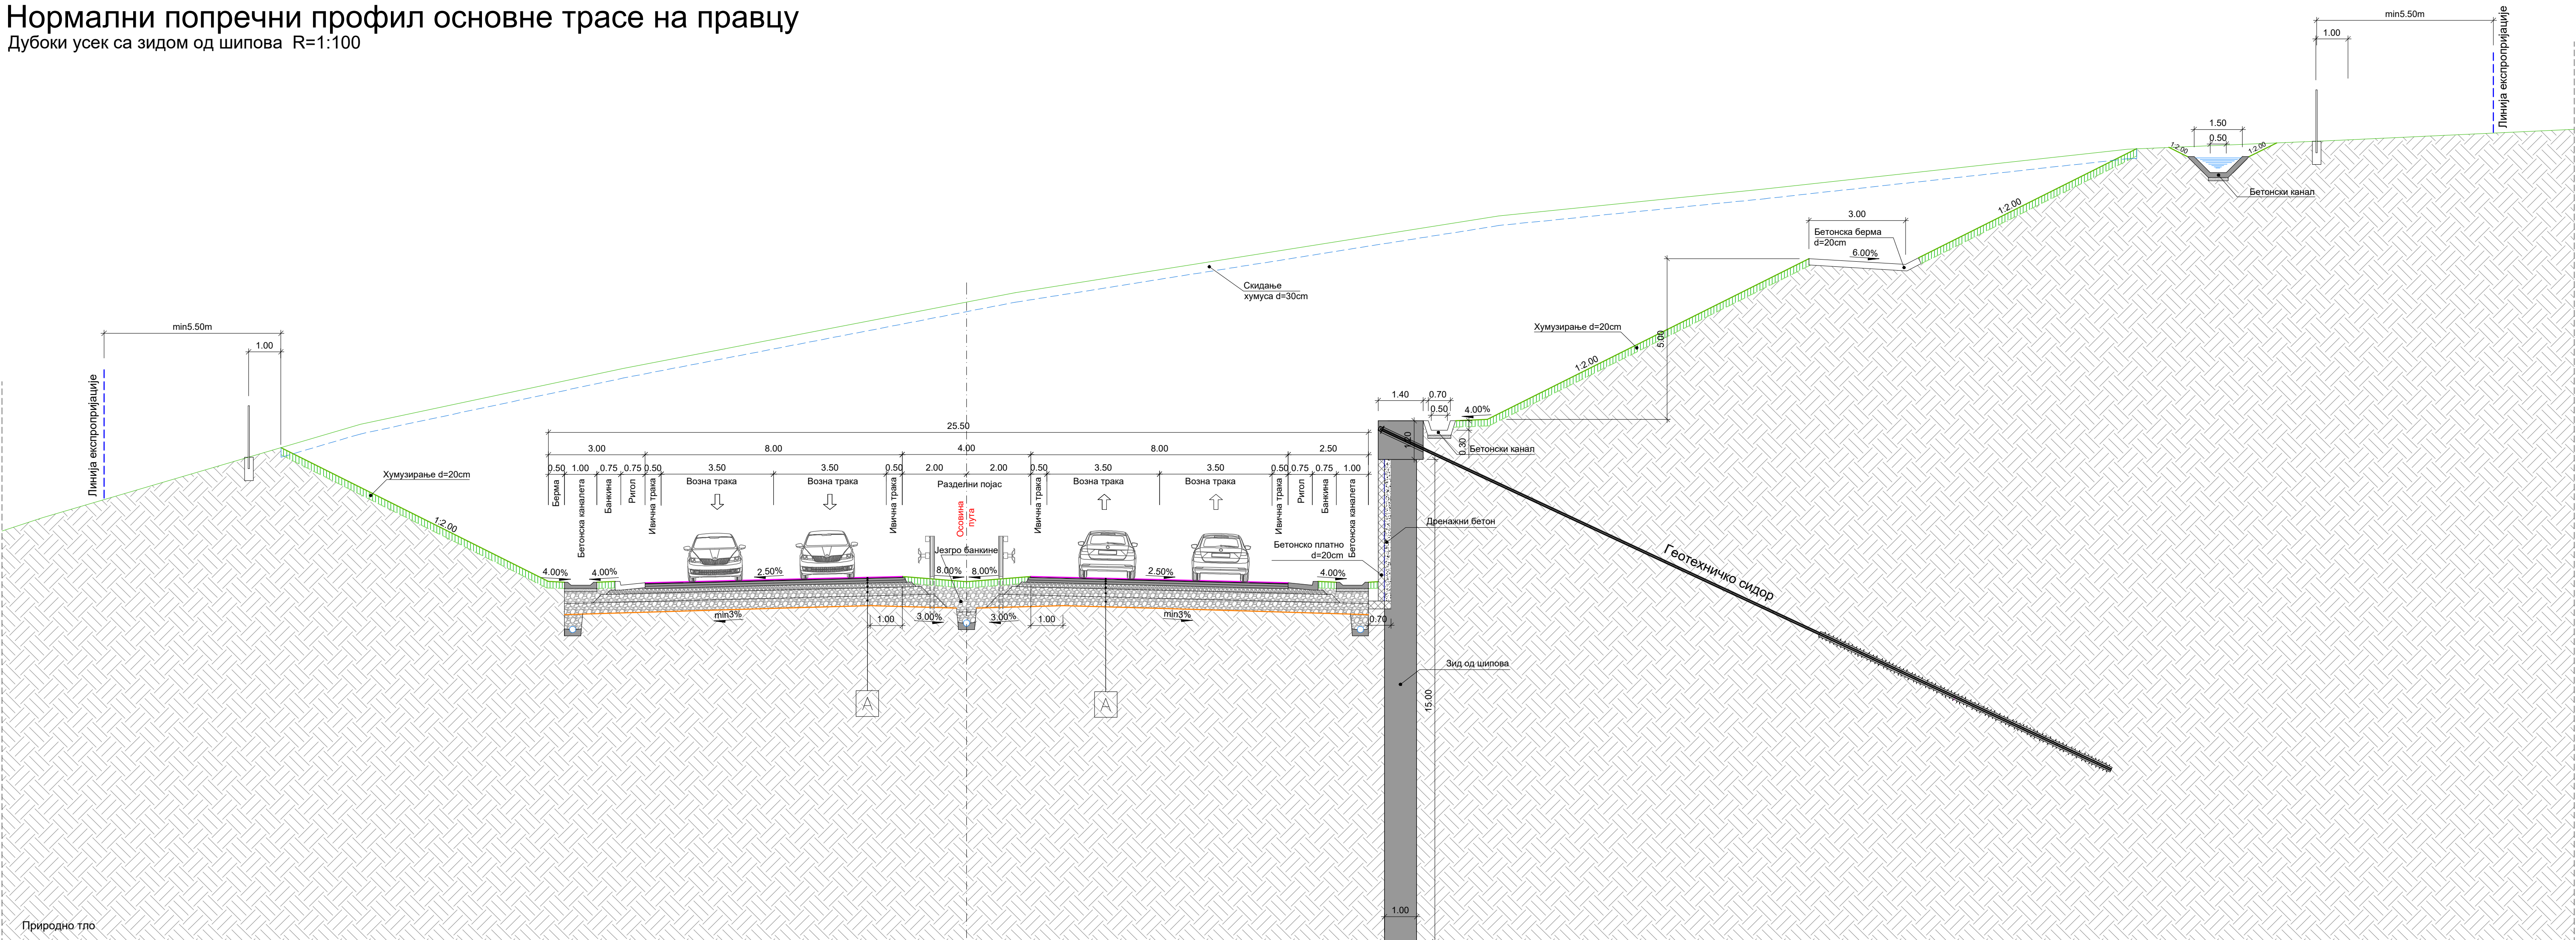 Нормални попречни профил основне трасе на правцу
Дубоки усек са зидом од шипова R=1:100
min5.50m
1.00
Линија експропријације
1.50
0.50
1:2.00
1:2.00
Бетонски канал
1:2.00
3.00
Бетонска берма
d=20cm
6.00%
Скидање
хумуса d=30cm
min5.50m
1.00
Линија експропријације
Хумузирање d=20cm
5.00
1:2.00
1.40
0.70
0.50
4.00%
1.20
0.30
Бетонски канал
25.50
3.00
8.00
4.00
8.00
2.50
0.50
1.00
0.75
0.75
0.50
3.50
3.50
0.50
2.00
2.00
0.50
3.50
3.50
0.50
0.75
0.75
1.00
Берма
Бетонска каналета
Банкина
Ригол
Ивична трака
Возна трака
Возна трака
Ивична трака
Разделни појас
Осовина
пута
Ивична трака
Возна трака
Возна трака
Ивична трака
Ригол
Банкина
Бетонска каналета
Хумузирање d=20cm
1:2.00
Дренажни бетон
Бетонско платно
d=20cm
Језгро банкине
4.00%
4.00%
2.50%
8.00%
8.00%
2.50%
4.00%
Геотехничко сидро
min3%
1.00
3.00%
3.00%
1.00
min3%
0.70
Зид од шипова
15.00
A
A
1.00
Природно тло